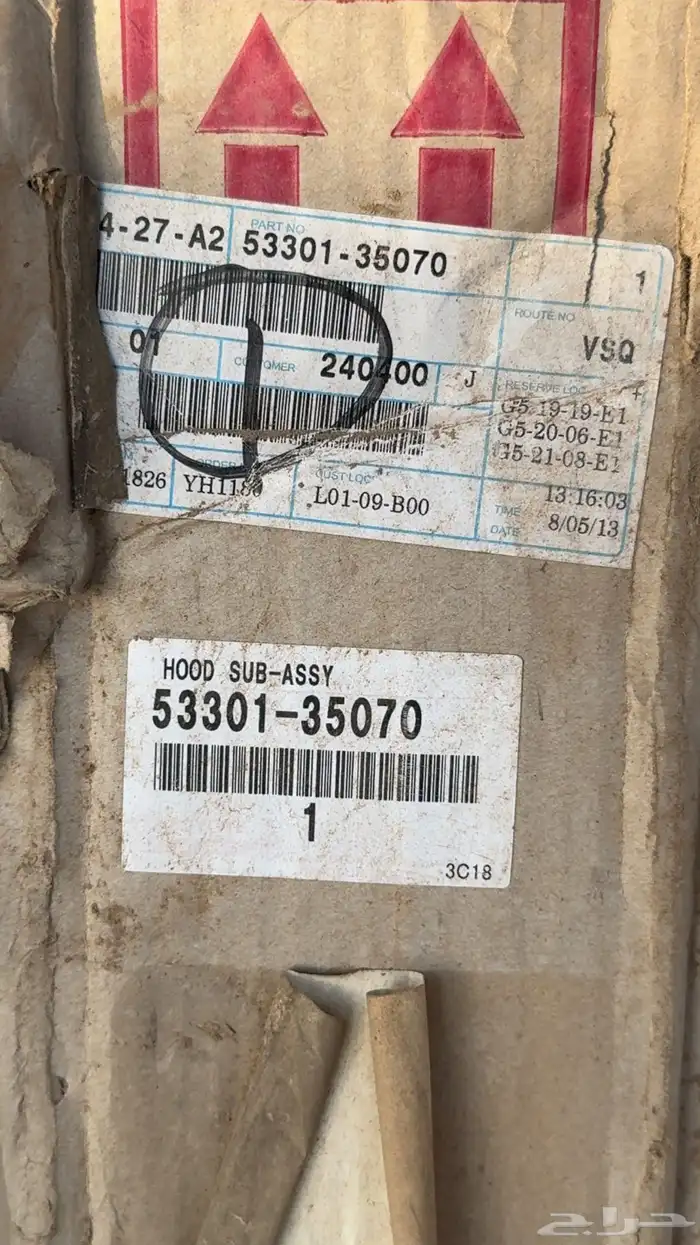 4-27-A2
PART NO
53301-35070
1
ROUTE NO
VSQ
01
CUSTOMER
240400
J
RESERVE LOC
G5-19-19-E1
G5-20-06-E1
G5-21-08-E1
1826
YH1180
CUST LOC
L01-09-B00
TIME
13:16:03
DATE
8/05/13
HOOD SUB-ASSY
53301-35070
1
3C18
حراج